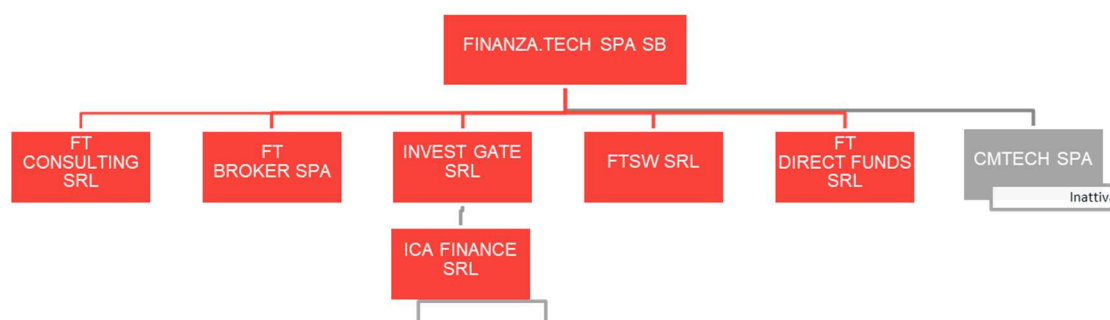 FINANZA.TECH SPA SB
FT
CONSULTING
SRL
FT
BROKER SPA
INVEST GATE
SRL
FTSW SRL
FT
DIRECT FUNDS
SRL
CMTECH SPA
Inattiva
ICA FINANCE
SRL